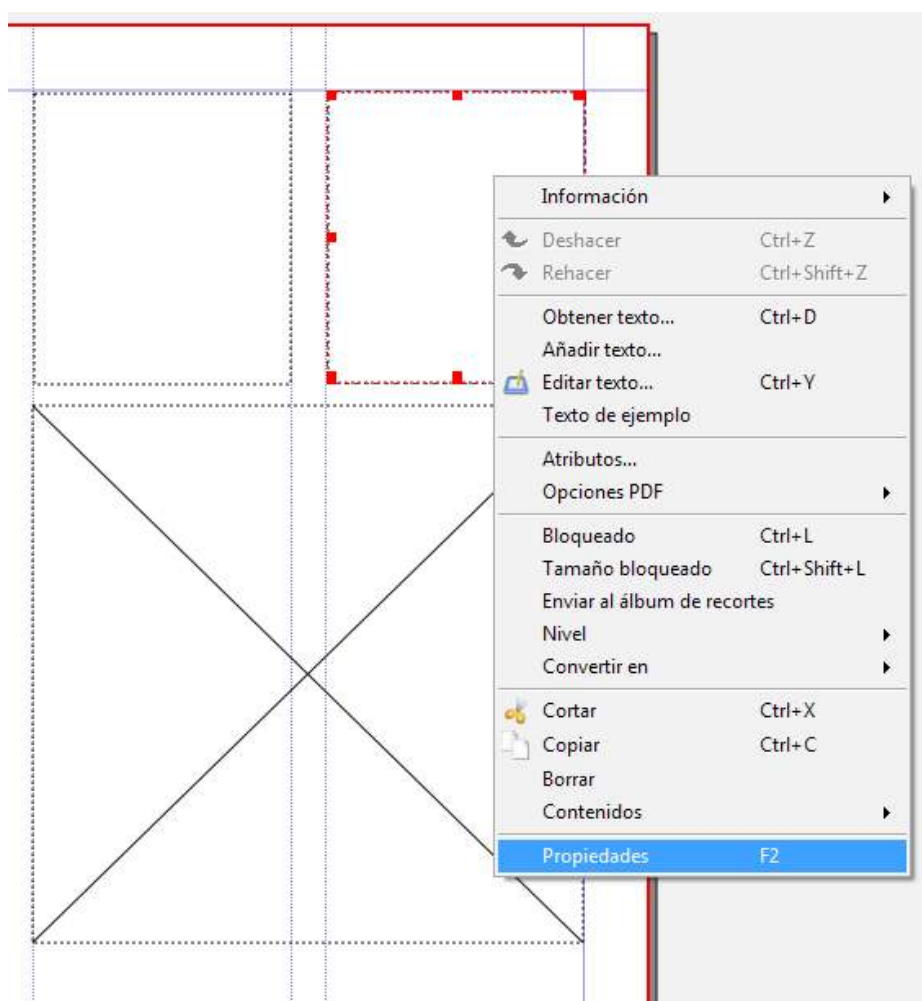 Información
Deshacer Ctrl+Z
Rehacer Ctrl+Shift+Z
Obtener texto... Ctrl+D
Añadir texto...
Editar texto... Ctrl+Y
Texto de ejemplo
Atributos...
Opciones PDF
Bloqueado Ctrl+L
Tamaño bloqueado Ctrl+Shift+L
Enviar al álbum de recortes
Nivel
Convertir en
Cortar Ctrl+X
Copiar Ctrl+C
Borrar
Contenidos
Propiedades F2